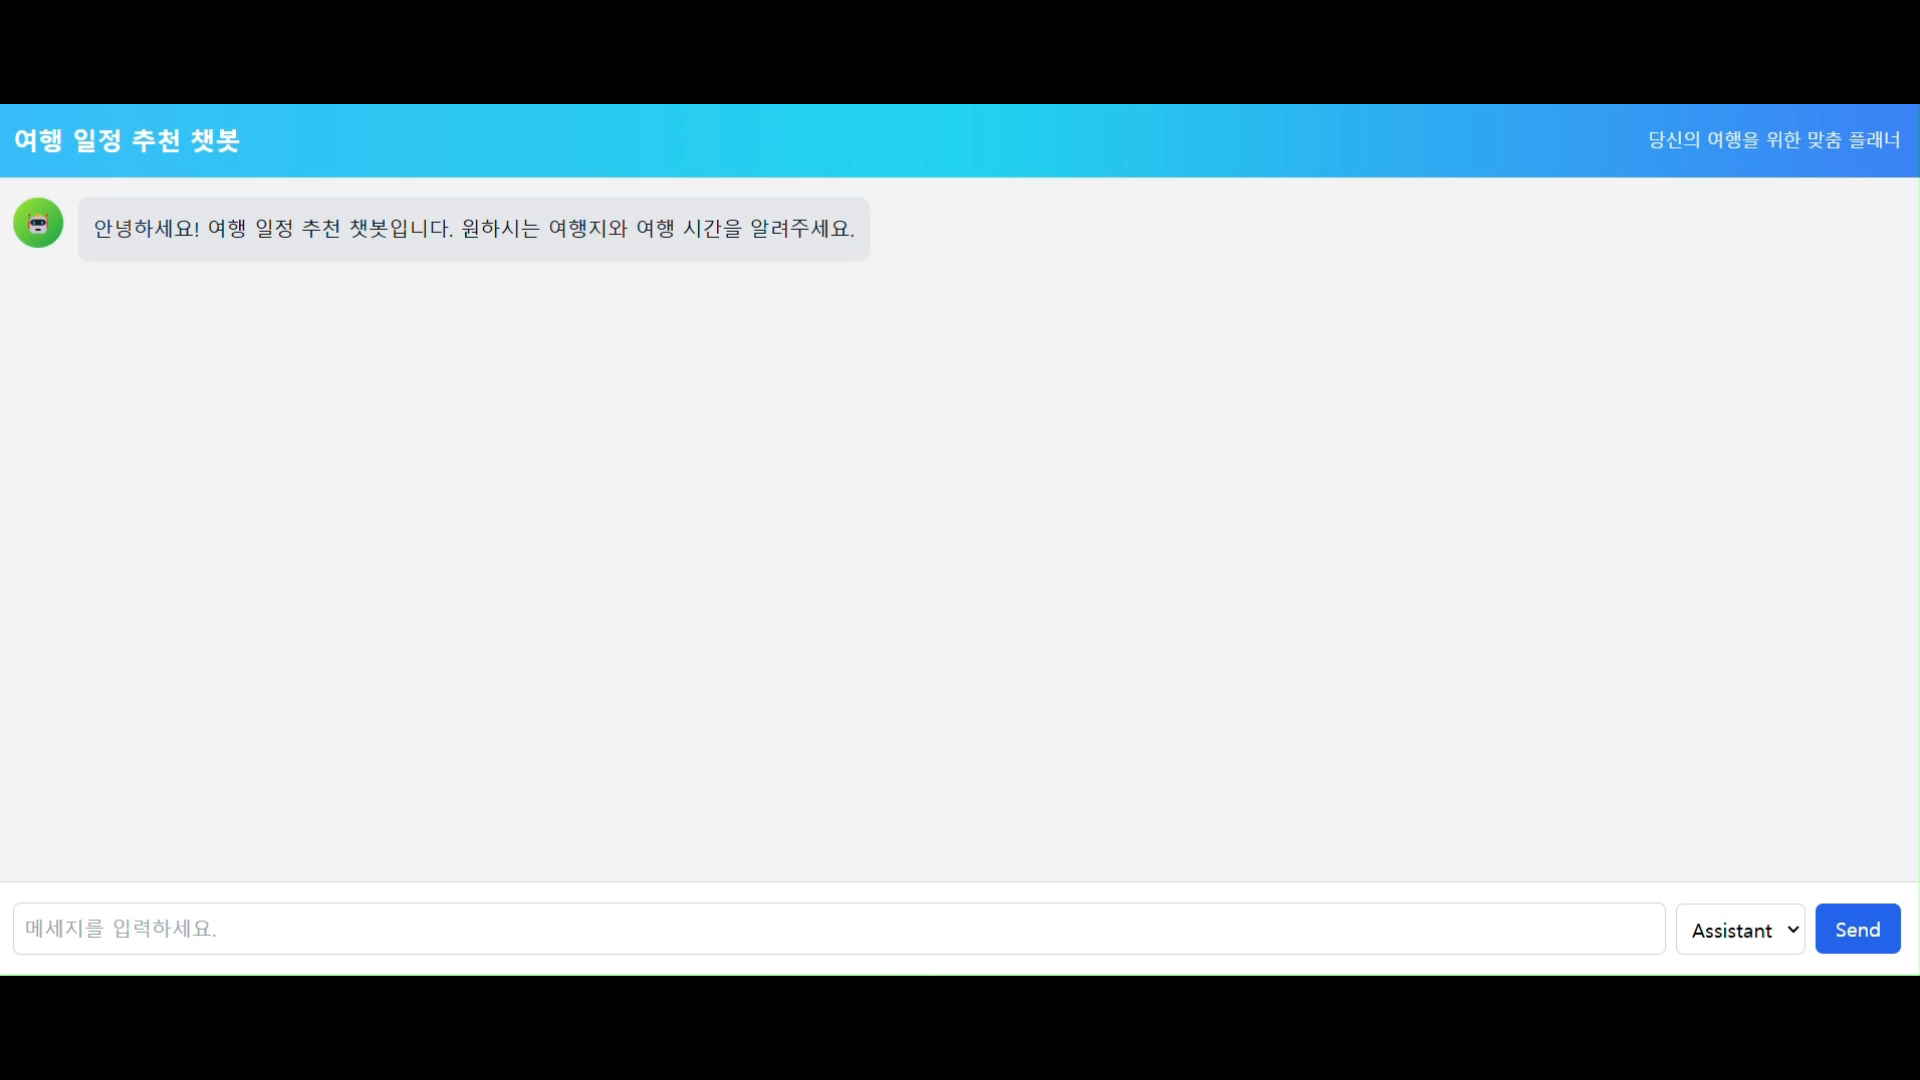 여행 일정 추천 챗봇
당신의 여행을 위한 맞춤 플래너
안녕하세요! 여행 일정 추천 챗봇입니다. 원하시는 여행지와 여행 시간을 알려주세요.
메세지를 입력하세요.
Assistant
Send